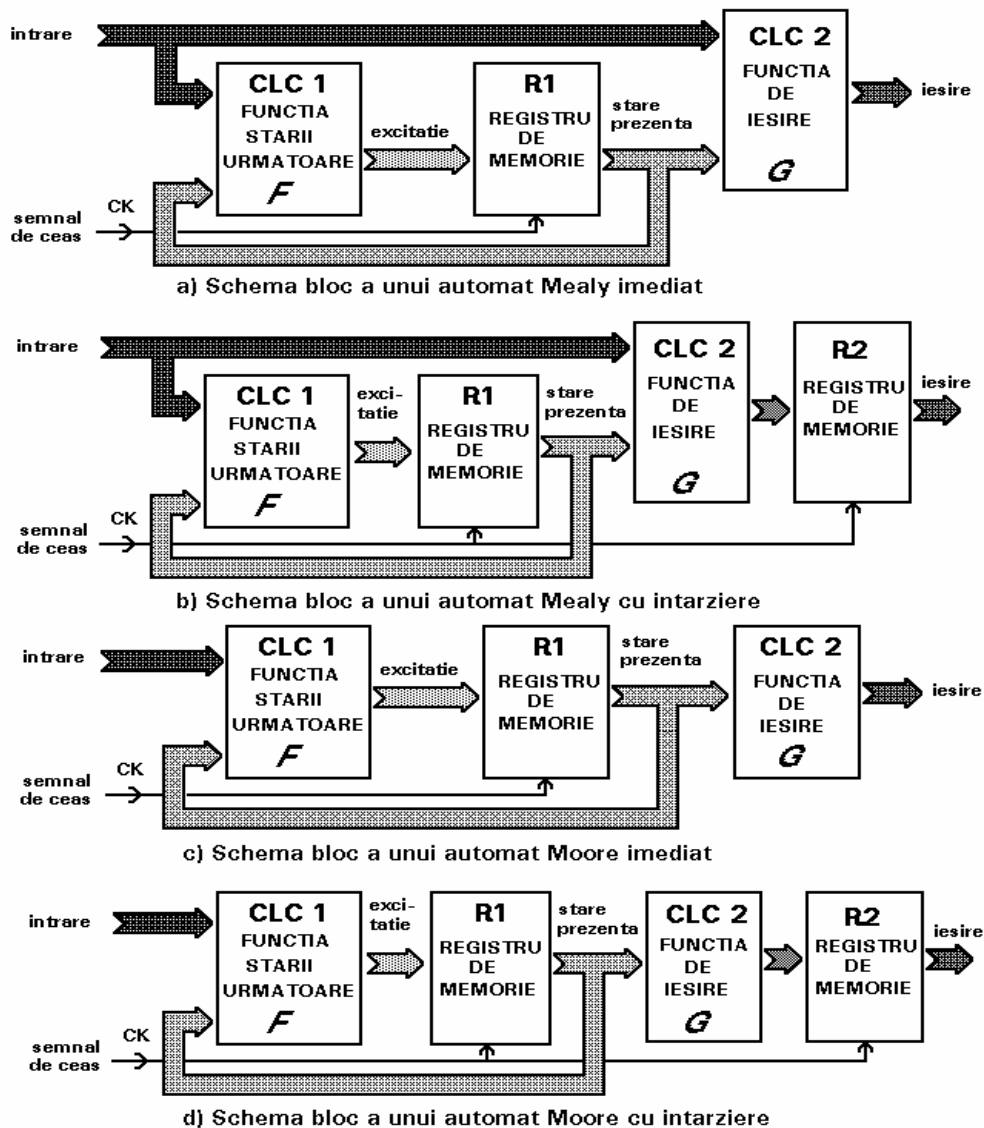 intrare
CLC 1
FUNCTIA
STARII
URMATOARE
F
excitatie
R1
REGISTRU
DE
MEMORIE
stare
prezenta
CLC 2
FUNCTIA
DE
IESIRE
G
iesire
CK
semnal
de ceas
a) Schema bloc a unui automat Mealy imediat
intrare
CLC 1
FUNCTIA
STARII
URMATOARE
F
exci-
tatie
R1
REGISTRU
DE
MEMORIE
stare
prezenta
CLC 2
FUNCTIA
DE
IESIRE
G
R2
REGISTRU
DE
MEMORIE
iesire
CK
semnal
de ceas
b) Schema bloc a unui automat Mealy cu intarziere
intrare
CLC 1
FUNCTIA
STARII
URMATOARE
F
excitatie
R1
REGISTRU
DE
MEMORIE
stare
prezenta
CLC 2
FUNCTIA
DE
IESIRE
G
iesire
CK
semnal
de ceas
c) Schema bloc a unui automat Moore imediat
intrare
CLC 1
FUNCTIA
STARII
URMATOARE
F
exci-
tatie
R1
REGISTRU
DE
MEMORIE
stare
prezenta
CLC 2
FUNCTIA
DE
IESIRE
G
R2
REGISTRU
DE
MEMORIE
iesire
CK
semnal
de ceas
d) Schema bloc a unui automat Moore cu intarziere